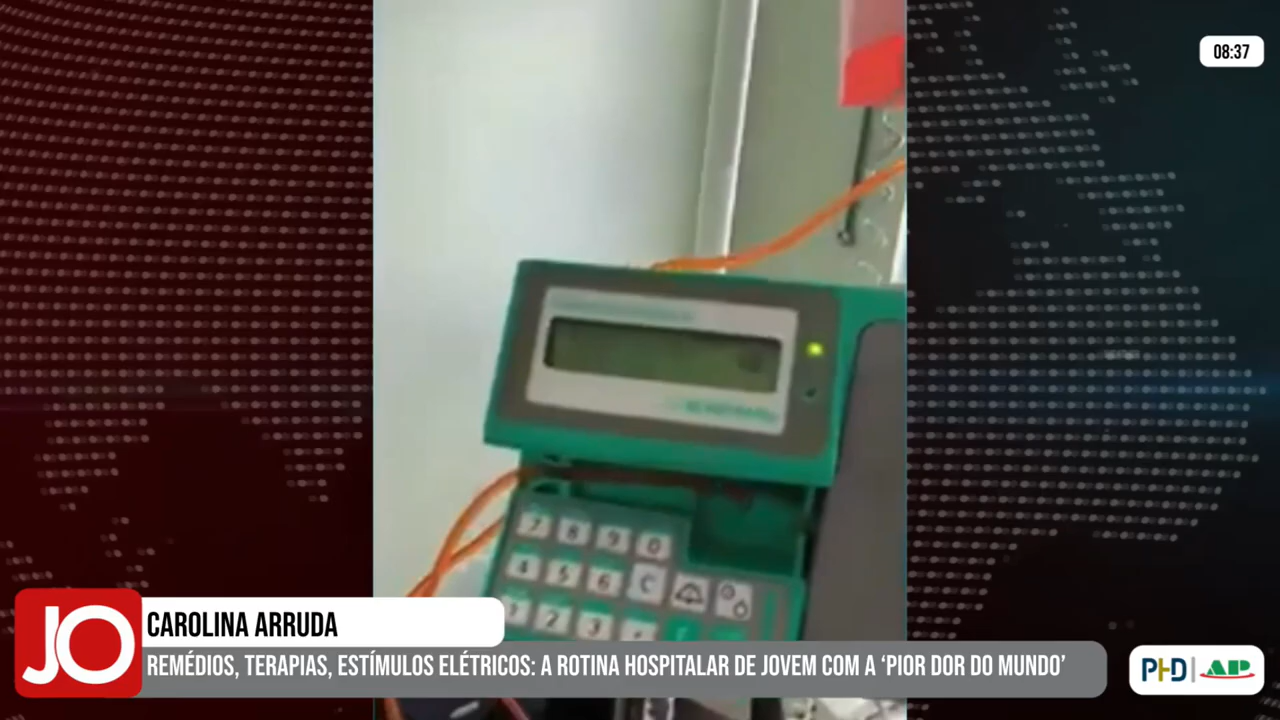 08:37
7 8 9 0
4 5 6 C
1 2 3
JO
CAROLINA ARRUDA
REMÉDIOS, TERAPIAS, ESTÍMULOS ELÉTRICOS: A ROTINA HOSPITALAR DE JOVEM COM A ‘PIOR DOR DO MUNDO’
PHD | AP